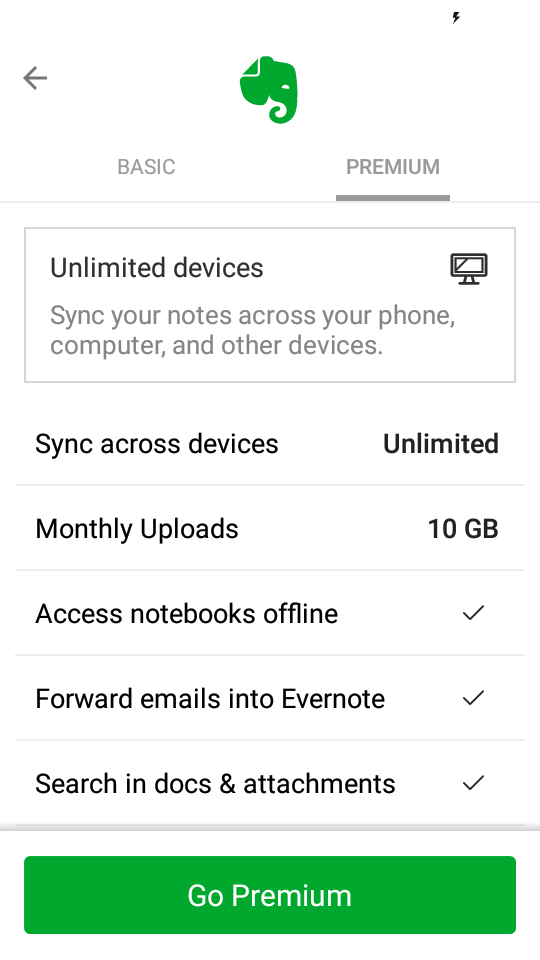 BASIC
PREMIUM
Unlimited devices
Sync your notes across your phone,
computer, and other devices.
Sync across devices
Unlimited
Monthly Uploads
10 GB
Access notebooks offline
Forward emails into Evernote
Search in docs & attachments
Go Premium